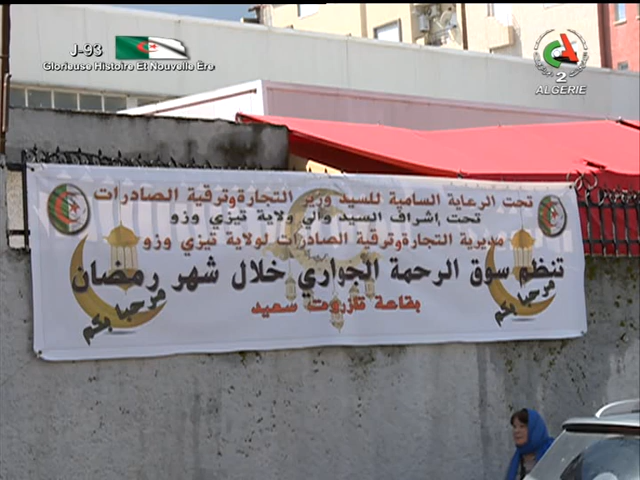 J-93
Glorieuse Histoire Et Nouvelle Ère
2
ALGERIE
تحت الرعاية السامية للسيد وزير التجارة وترقية الصادرات
تحت إشراف السيد والي ولاية تيزي وزو
مديرية التجارة وترقية الصادرات لولاية تيزي وزو
تنظم سوق الرحمة الجواري خلال شهر رمضان
بقاعة قازروت سعيد
مرحبا بكم
مرحبا بكم